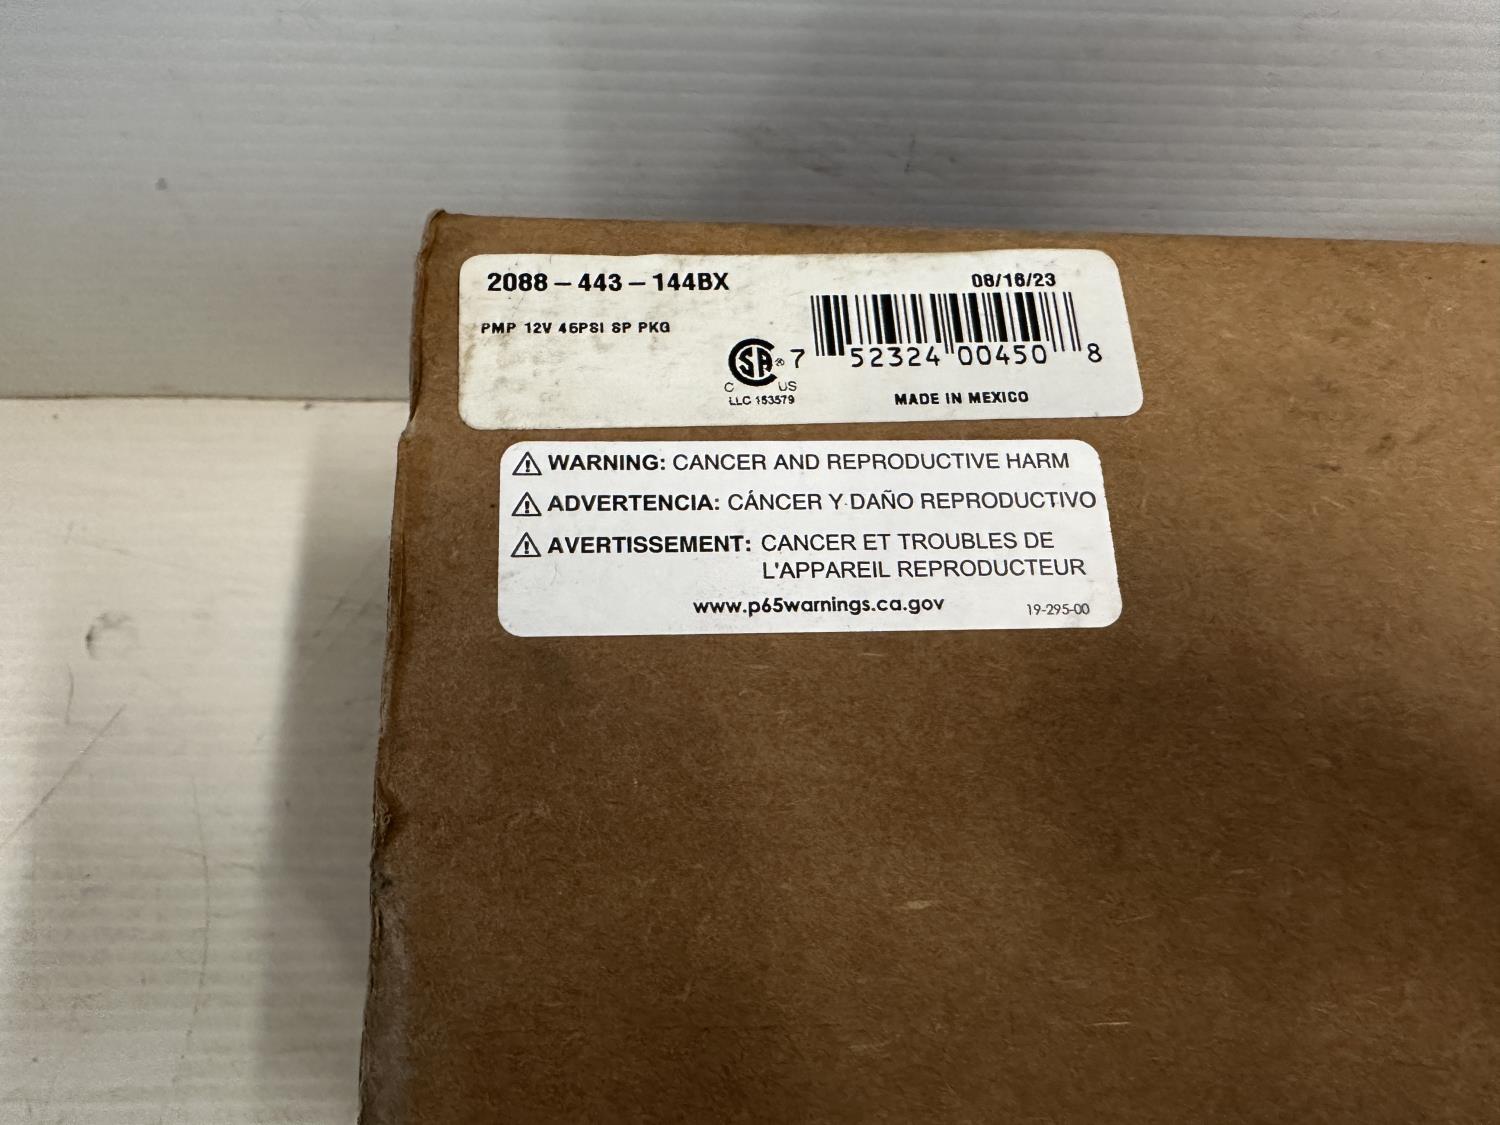 2088-443-144BX 08/16/23
PMP 12V 45PSI SP PKG
SA ® 7 52324 00450 8
C US
LLC 153579 MADE IN MEXICO
WARNING: CANCER AND REPRODUCTIVE HARM
ADVERTENCIA: CÁNCER Y DAÑO REPRODUCTIVO
AVERTISSEMENT: CANCER ET TROUBLES DE
L'APPAREIL REPRODUCTEUR
www.p65warnings.ca.gov 19-295-00